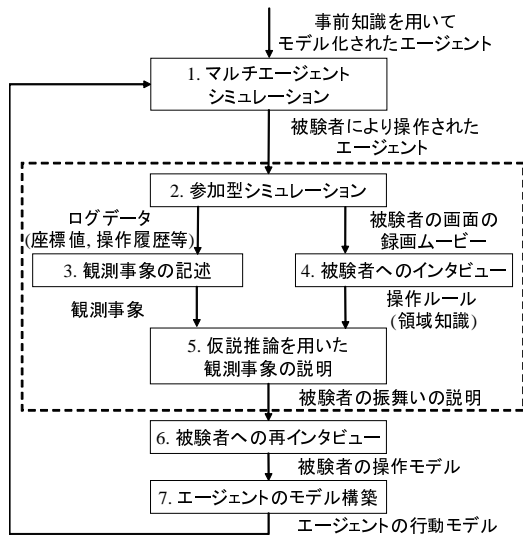 事前知識を用いて
モデル化されたエージェント
1. マルチエージェント
シミュレーション
被験者により操作された
エージェント
2. 参加型シミュレーション
ログデータ
(座標値, 操作履歴等)
被験者の画面の
録画ムービー
3. 観測事象の記述
4. 被験者へのインタビュー
観測事象
操作ルール
(領域知識)
5. 仮説推論を用いた
観測事象の説明
被験者の振舞いの説明
6. 被験者への再インタビュー
被験者の操作モデル
7. エージェントのモデル構築
エージェントの行動モデル